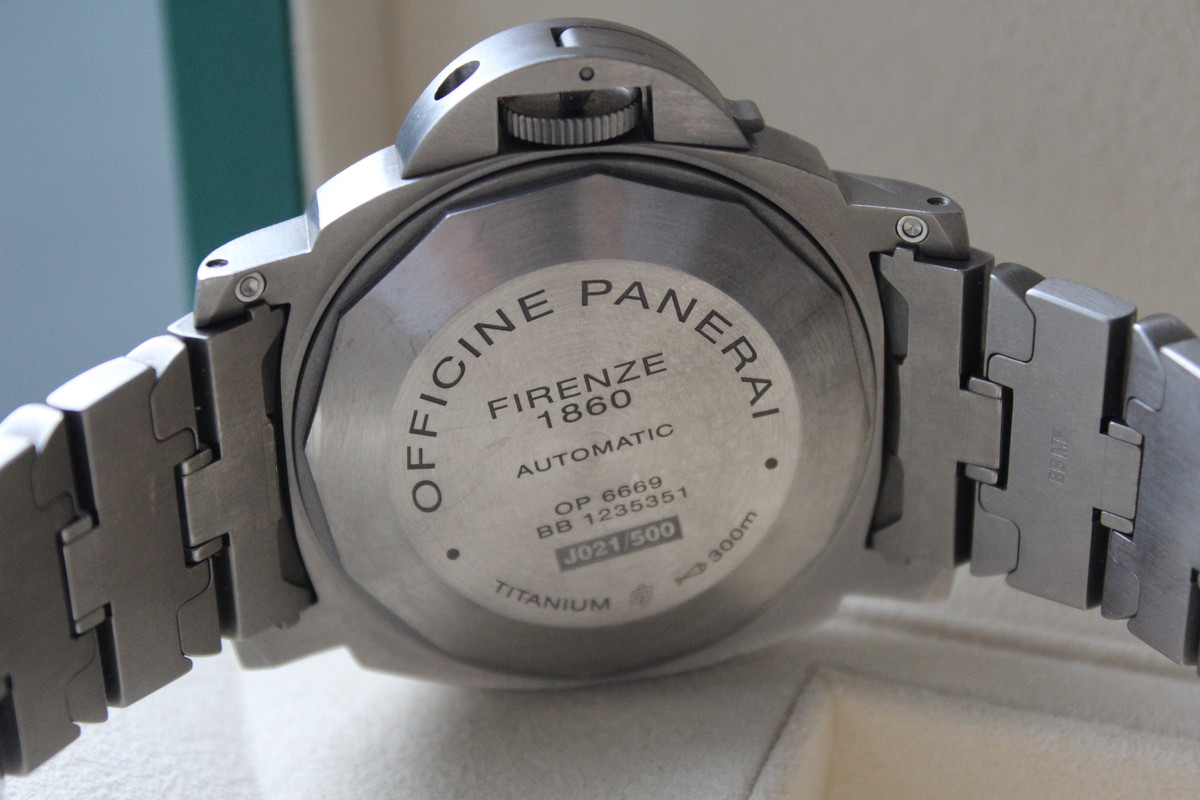 OFFICINE PANERAI
FIRENZE
1860
AUTOMATIC
OP 6669
BB 1235351
J021/500
300m
TITANIUM